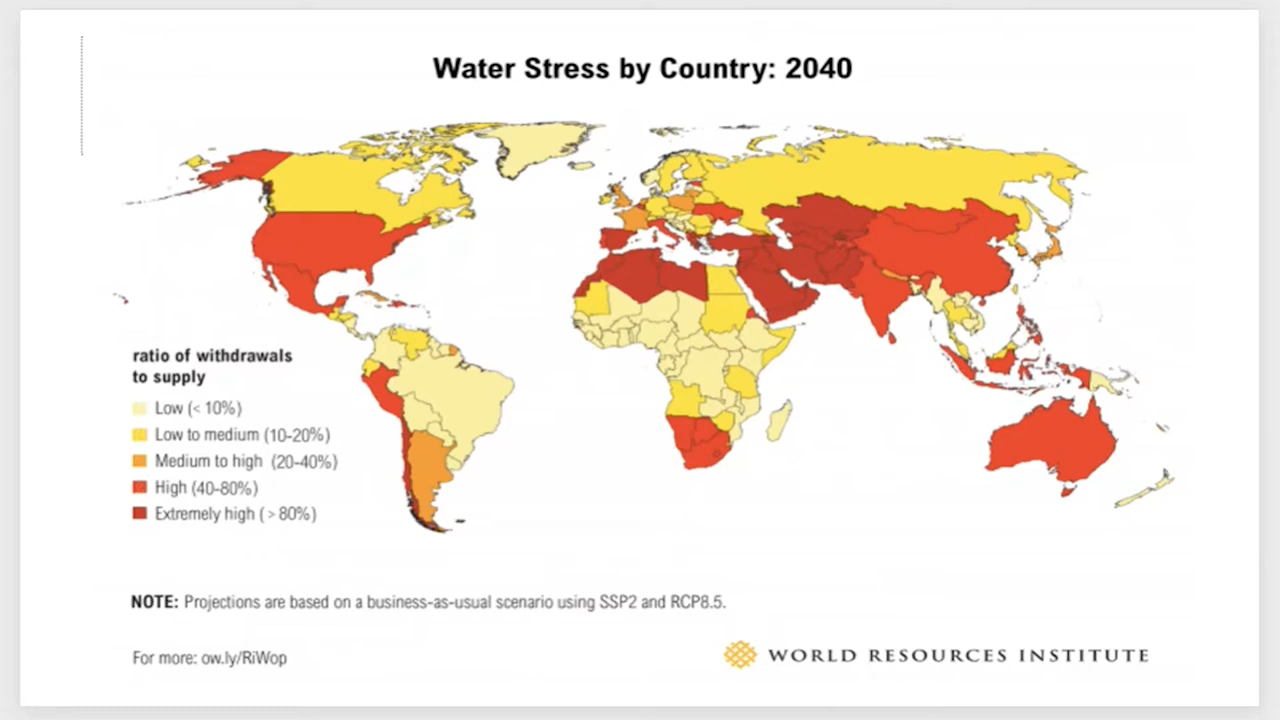 Water Stress by Country: 2040
ratio of withdrawals
to supply
Low (< 10%)
Low to medium (10-20%)
Medium to high (20-40%)
High (40-80%)
Extremely high ( > 80%)
NOTE: Projections are based on a business-as-usual scenario using SSP2 and RCP8.5.
For more: ow.ly/RiWop
WORLD RESOURCES INSTITUTE